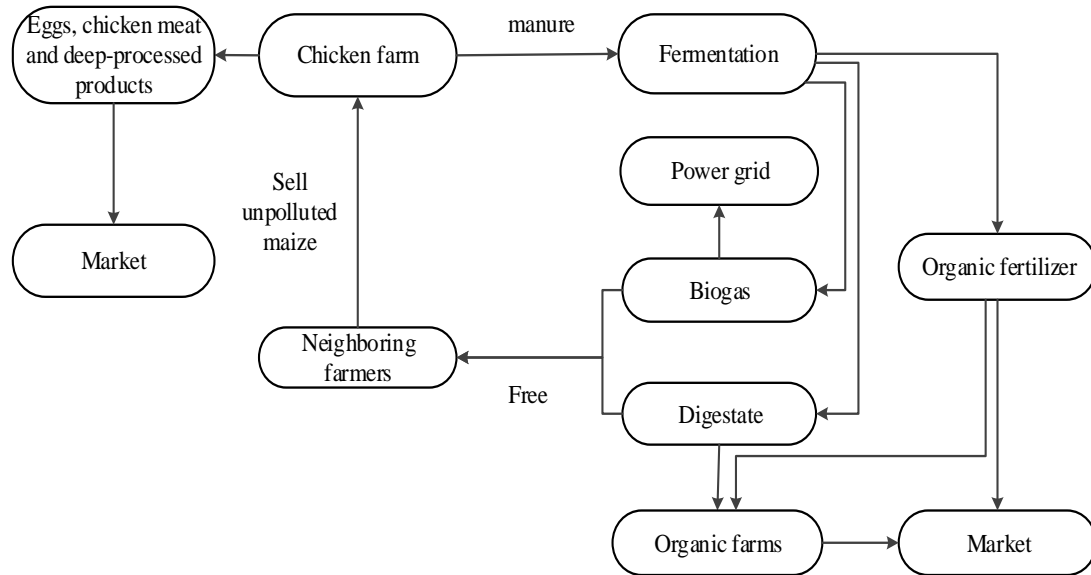 Eggs, chicken meat
and deep-processed
products
Chicken farm
manure
Fermentation
Power grid
Sell
unpolluted
maize
Market
Biogas
Organic fertilizer
Neighboring
farmers
Free
Digestate
Organic farms
Market